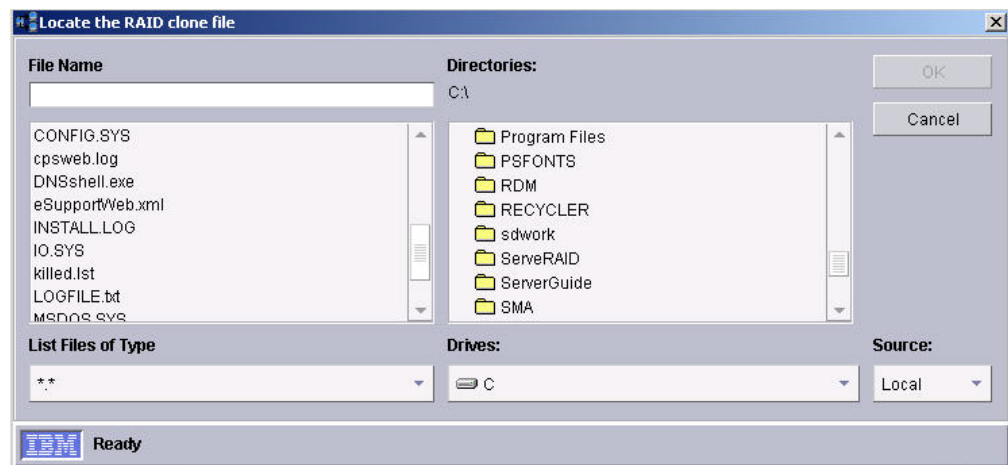 Locate the RAID clone file
File Name
Directories:
C:\
OK
Cancel
CONFIG.SYS
cpsweb.log
DNSshell.exe
eSupportWeb.xml
INSTALL.LOG
IO.SYS
killed.lst
LOGFILE.txt
MSDOS.SYS
Program Files
PSFONTS
RDM
RECYCLER
sdwork
ServeRAID
ServerGuide
SMA
List Files of Type
Drives:
Source:
*.*
C
Local
IBM
Ready